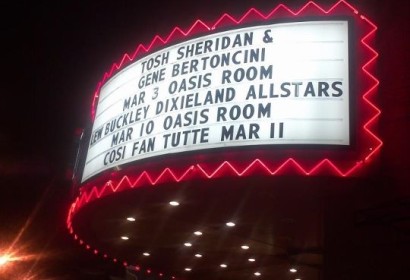 TOSH SHERIDAN &
GENE BERTONCINI
MAR 3 OASIS ROOM
LEW BUCKLEY DIXIELAND ALLSTARS
MAR 10 OASIS ROOM
COSI FAN TUTTE MAR 11